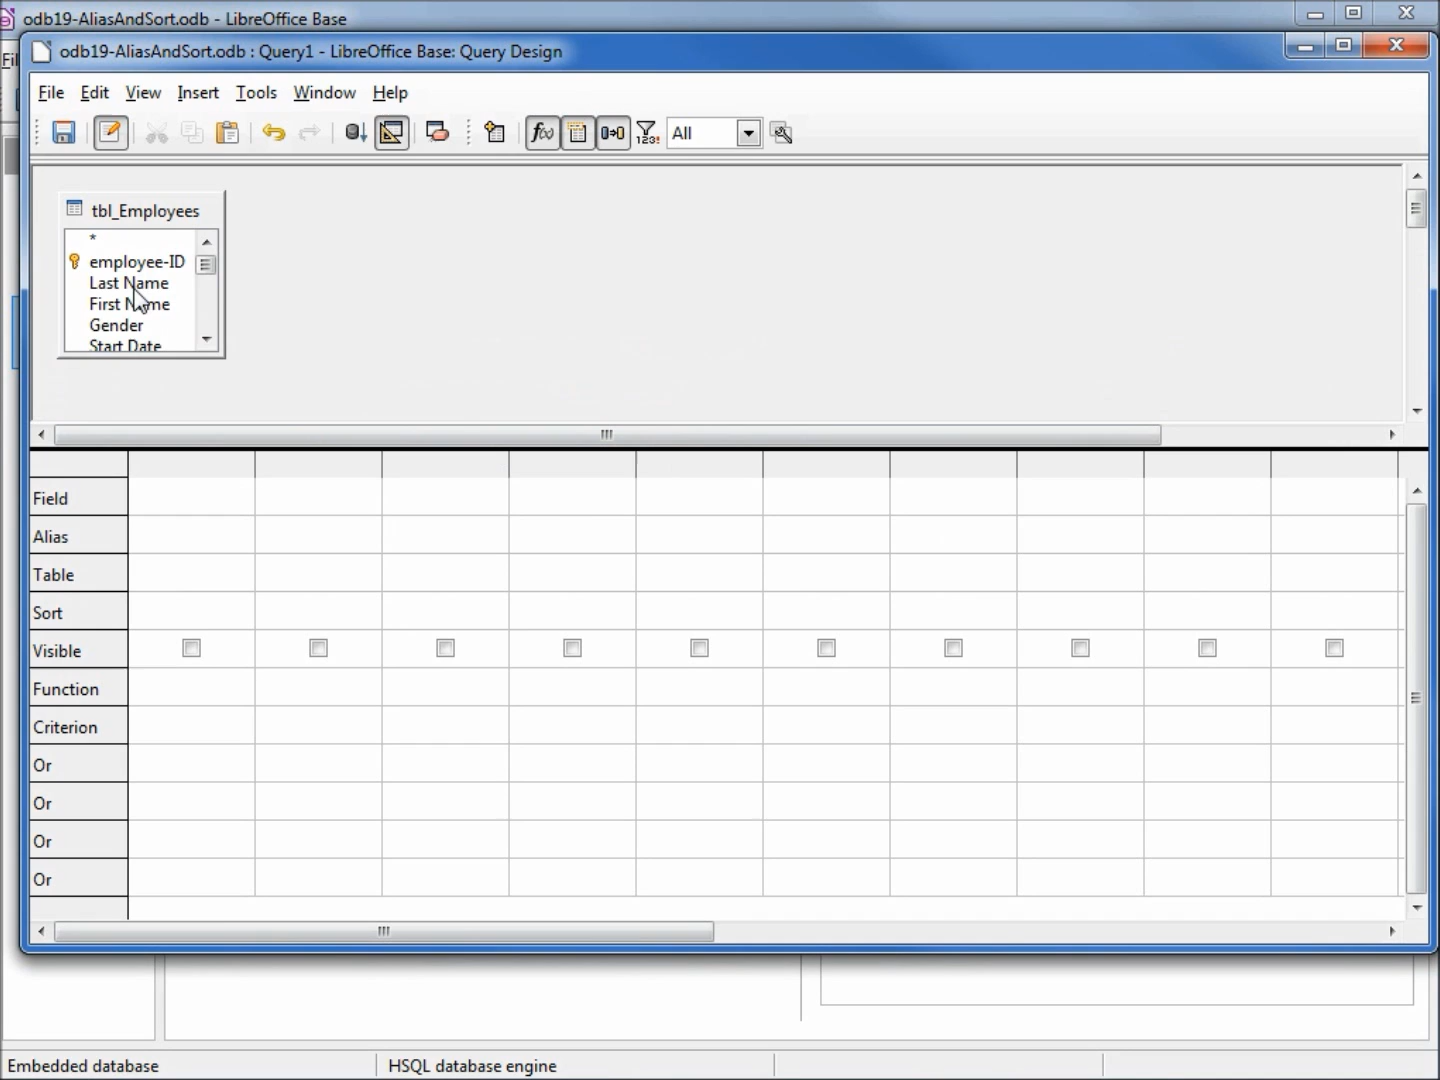 odb19-AliasAndSort.odb - LibreOffice Base
odb19-AliasAndSort.odb : Query1 - LibreOffice Base: Query Design
File Edit View Insert Tools Window Help
All
tbl_Employees
*
employee-ID
Last Name
First Name
Gender
Start Date
Field
Alias
Table
Sort
Visible
Function
Criterion
Or
Or
Or
Or
Embedded database HSQL database engine